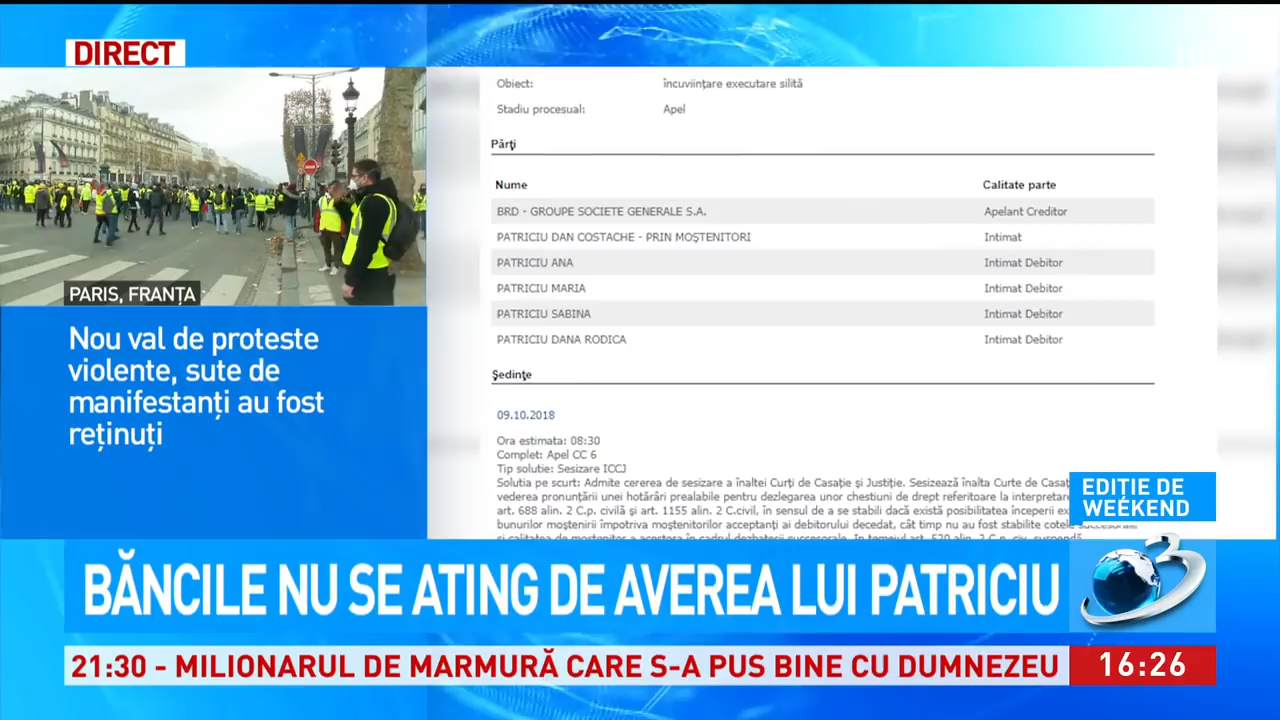 DIRECT
PARIS, FRANȚA
Nou val de proteste
violente, sute de
manifestanți au fost
reținuți
Obiect: încuviințare executare silită
Stadiu procesual: Apel
Părţi
Nume Calitate parte
BRD - GROUPE SOCIETE GENERALE S.A. Apelant Creditor
PATRICIU DAN COSTACHE - PRIN MOŞTENITORI Intimat
PATRICIU ANA Intimat Debitor
PATRICIU MARIA Intimat Debitor
PATRICIU SABINA Intimat Debitor
PATRICIU DANA RODICA Intimat Debitor
Şedinţe
09.10.2018
Ora estimata: 08:30
Complet: Apel CC 6
Tip solutie: Sesizare ICCJ
Solutia pe scurt: Admite cererea de sesizare a înaltei Curţi de Casaţie şi Justiţie. Sesizează înalta Curte de
vederea pronunţării unei hotărâri prealabile pentru dezlegarea unor chestiuni de drept referitoare la
art. 688 alin. 2 C.p. civilă şi art. 1155 alin. 2 C.civil, în sensul de a se stabili dacă există posibilitatea începerii
bunurilor moştenirii împotriva moştenitorilor acceptanţi ai debitorului decedat, cât timp nu au fost stabilite cotele succesorale
EDIȚIE DE
WEEKEND
BĂNCILE NU SE ATING DE AVEREA LUI PATRICIU
3
21:30 - MILIONARUL DE MARMURĂ CARE S-A PUS BINE CU DUMNEZEU
16:26